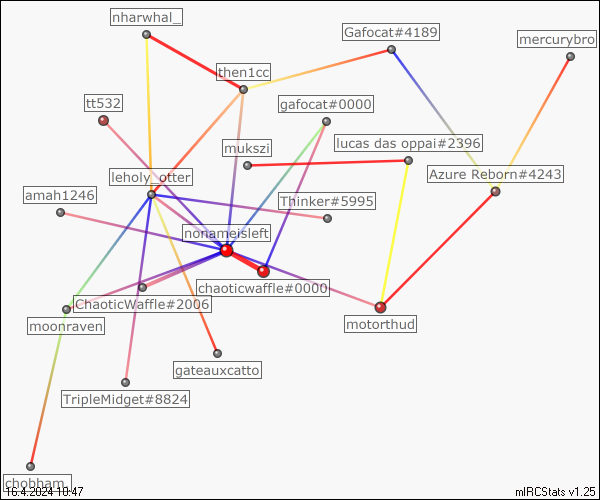 nharwhal_
Gafocat#4189
mercurybro
then1cc
tt532
gafocat#0000
mukszi
lucas das oppai#2396
leholy_otter
Azure Reborn#4243
amah1246
Thinker#5995
nonameisleft
chaoticwaffle#0000
ChaoticWaffle#2006
moonraven
motorthud
gateauxcatto
TripleMidget#8824
chobham_
16.4.2024 10:47
mIRCStats v1.25